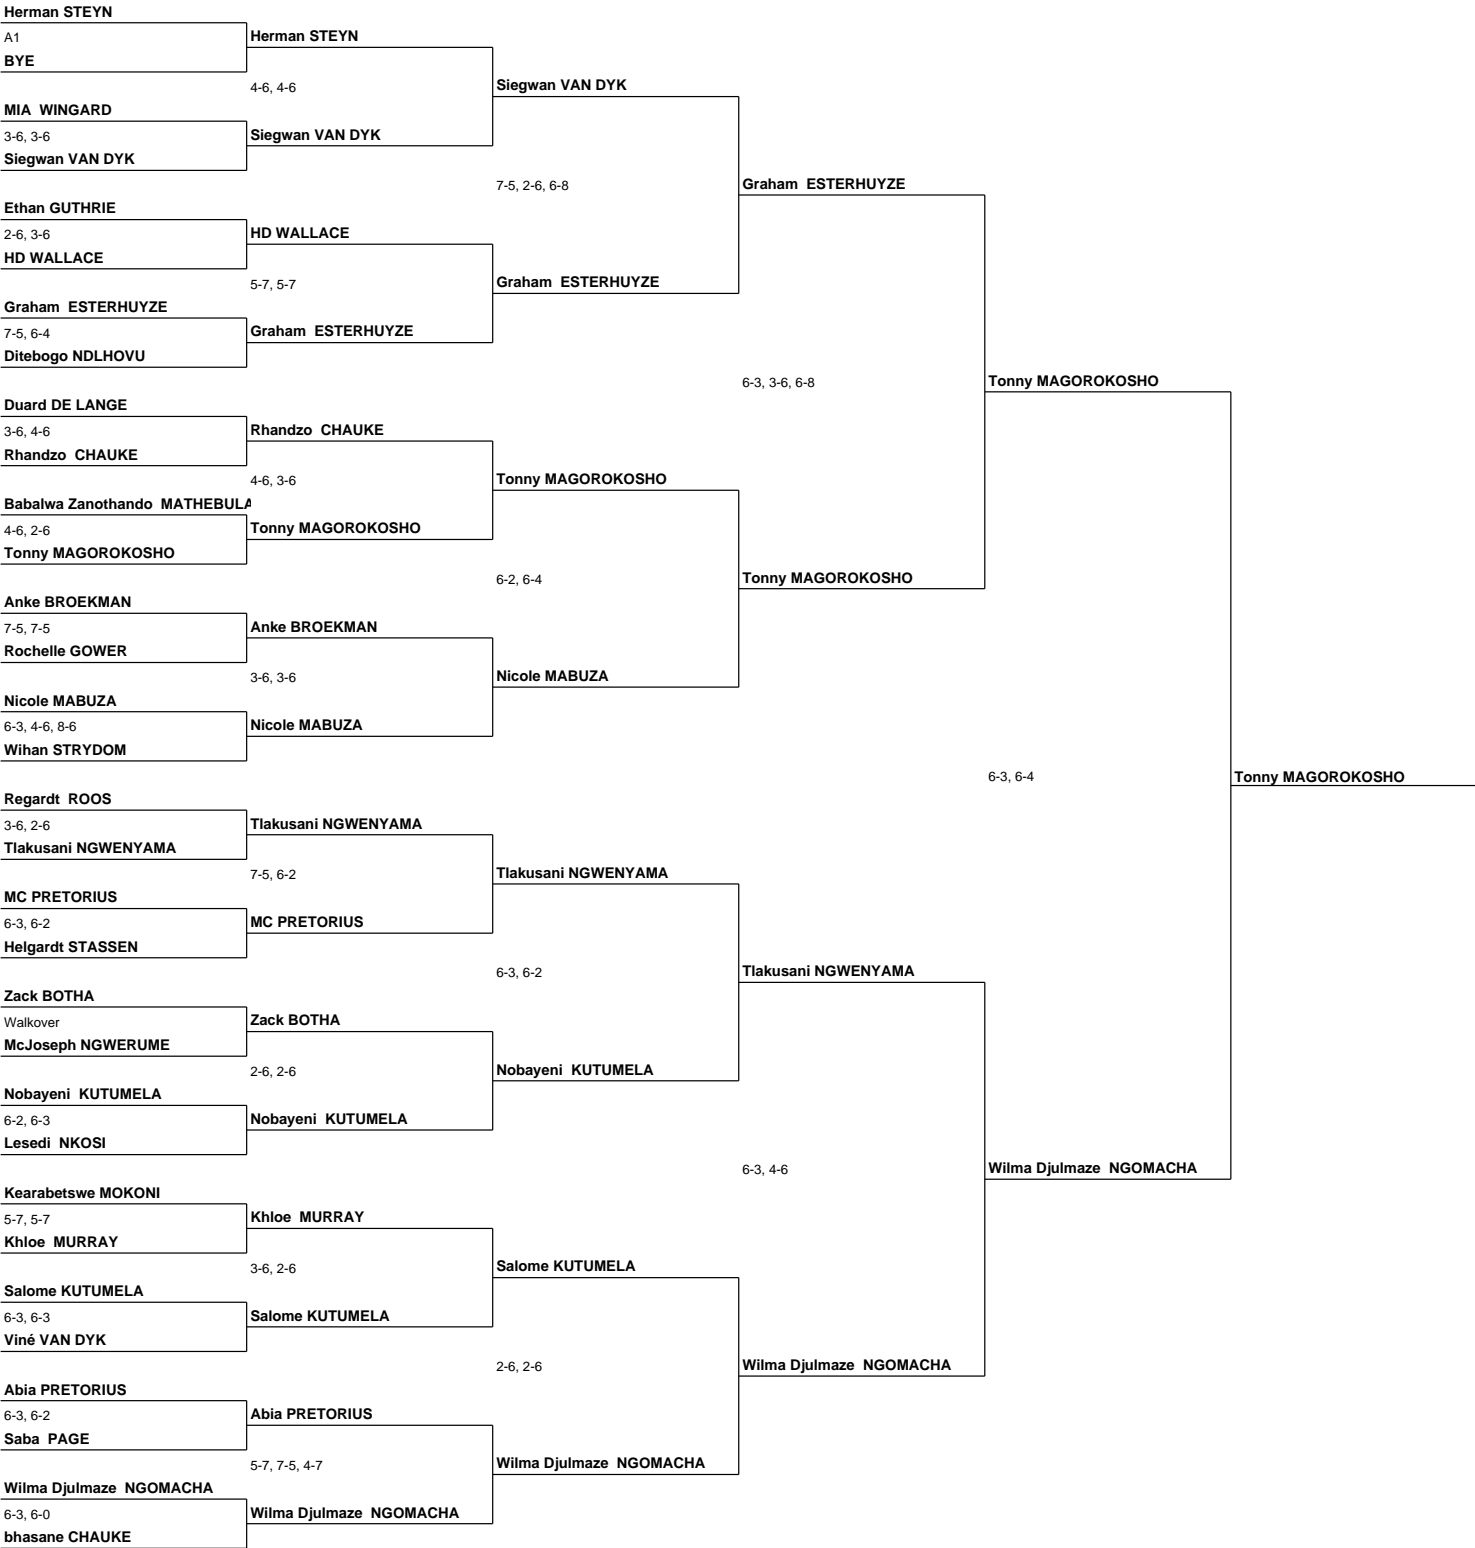 Herman STEYN
A1
Herman STEYN
BYE
4-6, 4-6
Siegwan VAN DYK
MIA  WINGARD
3-6, 3-6
Siegwan VAN DYK
Siegwan VAN DYK
7-5, 2-6, 6-8
Graham  ESTERHUYZE
Ethan GUTHRIE
2-6, 3-6
HD WALLACE
HD WALLACE
5-7, 5-7
Graham  ESTERHUYZE
Graham  ESTERHUYZE
7-5, 6-4
Graham  ESTERHUYZE
Ditebogo NDLHOVU
6-3, 3-6, 6-8
Tonny MAGOROKOSHO
Duard DE LANGE
3-6, 4-6
Rhandzo  CHAUKE
Rhandzo  CHAUKE
4-6, 3-6
Tonny MAGOROKOSHO
Babalwa Zanothando  MATHEBULA
4-6, 2-6
Tonny MAGOROKOSHO
Tonny MAGOROKOSHO
6-2, 6-4
Tonny MAGOROKOSHO
Anke BROEKMAN
7-5, 7-5
Anke BROEKMAN
Rochelle GOWER
3-6, 3-6
Nicole MABUZA
Nicole MABUZA
6-3, 4-6, 8-6
Nicole MABUZA
Wihan STRYDOM
6-3, 6-4
Tonny MAGOROKOSHO
Regardt  ROOS
3-6, 2-6
Tlakusani NGWENYAMA
Tlakusani NGWENYAMA
7-5, 6-2
Tlakusani NGWENYAMA
MC PRETORIUS
6-3, 6-2
MC PRETORIUS
Helgardt STASSEN
6-3, 6-2
Tlakusani NGWENYAMA
Zack BOTHA
Walkover
Zack BOTHA
McJoseph NGWERUME
2-6, 2-6
Nobayeni  KUTUMELA
Nobayeni  KUTUMELA
6-2, 6-3
Nobayeni  KUTUMELA
Lesedi  NKOSI
6-3, 4-6
Wilma Djulmaze  NGOMACHA
Kearabetswe MOKONI
5-7, 5-7
Khloe  MURRAY
Khloe  MURRAY
3-6, 2-6
Salome KUTUMELA
Salome KUTUMELA
6-3, 6-3
Salome KUTUMELA
Viné VAN DYK
2-6, 2-6
Wilma Djulmaze  NGOMACHA
Abia PRETORIUS
6-3, 6-2
Abia PRETORIUS
Saba  PAGE
5-7, 7-5, 4-7
Wilma Djulmaze  NGOMACHA
Wilma Djulmaze  NGOMACHA
6-3, 6-0
Wilma Djulmaze  NGOMACHA
bhasane CHAUKE